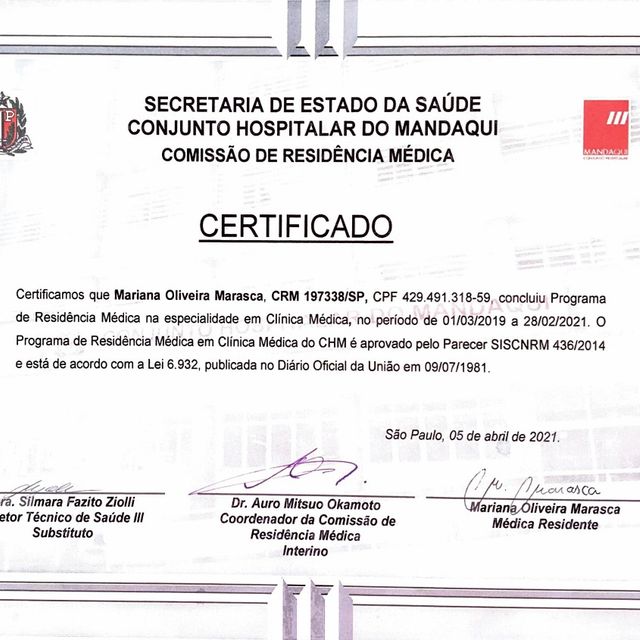 SECRETARIA DE ESTADO DA SAÚDE
CONJUNTO HOSPITALAR DO MANDAQUI
COMISSÃO DE RESIDÊNCIA MÉDICA
MANDAQUI
CERTIFICADO
Certificamos que Mariana Oliveira Marasca, CRM 197338/SP, CPF 429.491.318-59, concluiu Programa
de Residência Médica na especialidade em Clínica Médica, no período de 01/03/2019 a 28/02/2021. O
Programa de Residência Médica em Clínica Médica do CHM é aprovado pelo Parecer SISCNRM 436/2014
e está de acordo com a Lei 6.932, publicada no Diário Oficial da União em 09/07/1981.
CONJUNTO HOSPITALAR DO MANDAQUI
São Paulo, 05 de abril de 2021.
ra. Silmara Fazito Ziolli
etor Técnico de Saúde III
Substituto
Dr. Auro Mitsuo Okamoto
Coordenador da Comissão de
Residência Médica
Interino
Mariana Oliveira Marasca
Médica Residente